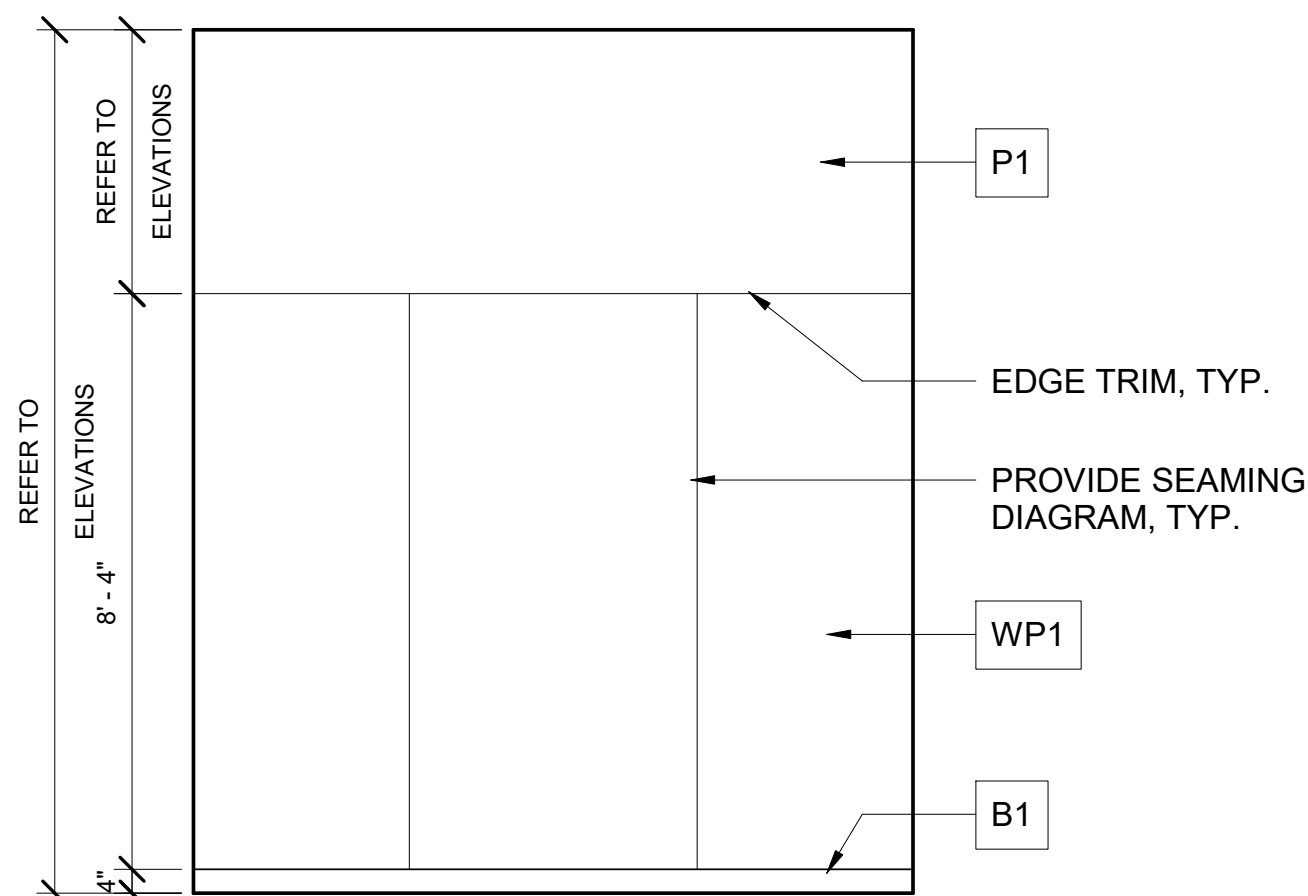 REFER TO
ELEVATIONS
P1
EDGE TRIM, TYP.
REFER TO
ELEVATIONS
PROVIDE SEAMING
DIAGRAM, TYP.
8' - 4"
WP1
B1
4"